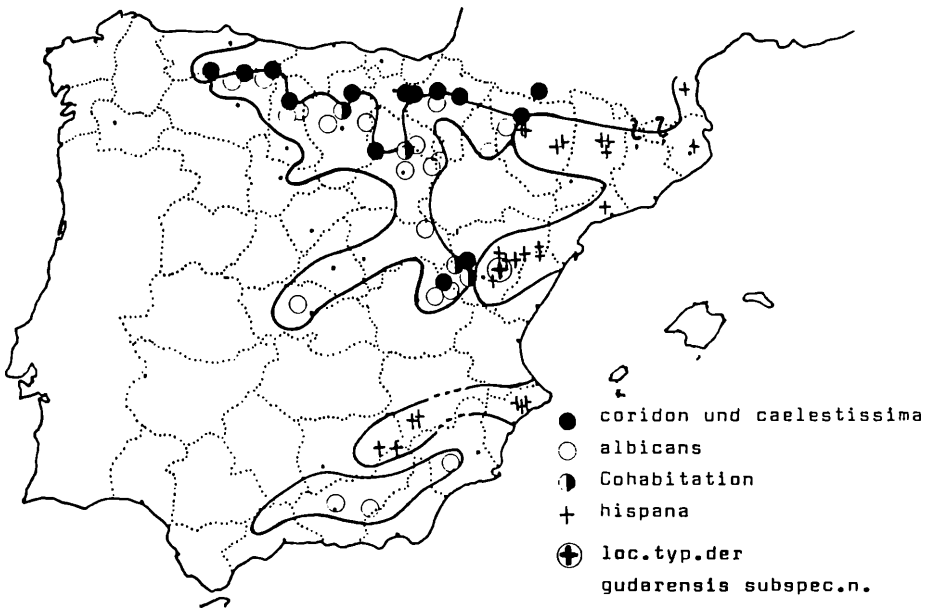 coridon und caelestissima
albicans
Cohabitation
hispana
loc.typ.der
gudarensis subspec.n.